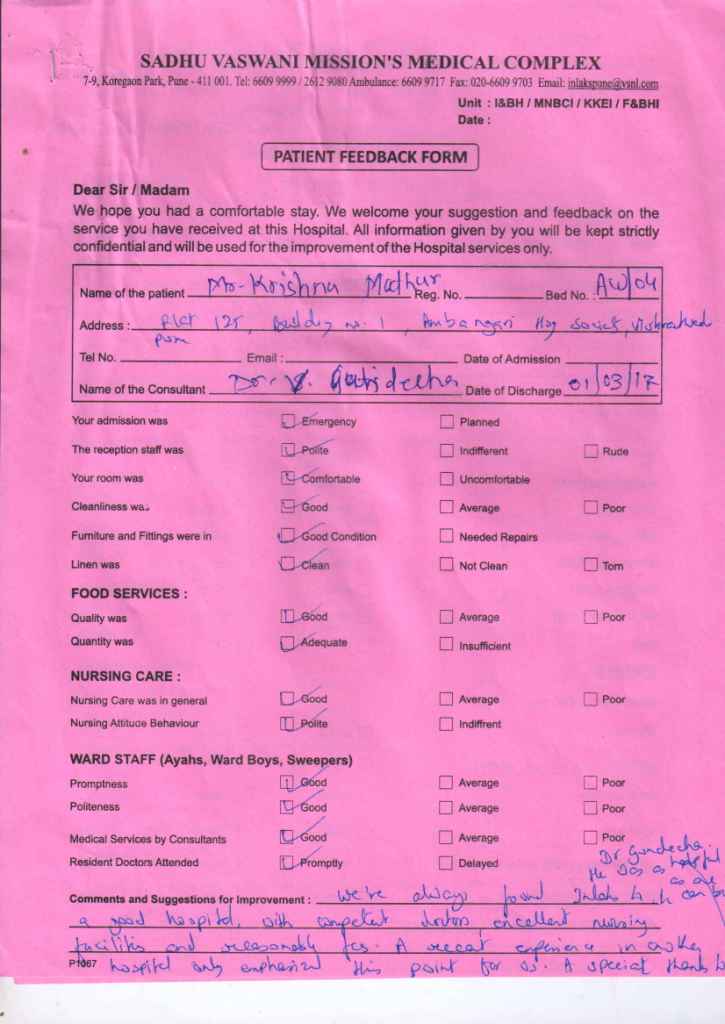 SADHU VASWANI MISSION'S MEDICAL COMPLEX
7-9, Koregaon Park, Pune - 411 001. Tel: 6609 9999 / 2612 9080 Ambulance: 6609 9717 Fax: 020-6609 9703 Email: inlakspune@vsnl.com
Unit : I&BH / MNBCI / KKEI / F&BHI
Date :
PATIENT FEEDBACK FORM
Dear Sir / Madam
We hope you had a comfortable stay. We welcome your suggestion and feedback on the
service you have received at this Hospital. All information given by you will be kept strictly
confidential and will be used for the improvement of the Hospital services only.
Name of the patient Mr. Krishna Mathur Reg. No. Bed No. : AW/04
Address : Flat 125, Building no. 1, Society,
Tel No. Email : Date of Admission
Name of the Consultant Dr. V. Date of Discharge 01/03/17
Your admission was Emergency Planned
The reception staff was Polite Indifferent Rude
Your room was Comfortable Uncomfortable
Cleanliness was Good Average Poor
Furniture and Fittings were in Good Condition Needed Repairs
Linen was Clean Not Clean Torn
FOOD SERVICES :
Quality was Good Average Poor
Quantity was Adequate Insufficient
NURSING CARE :
Nursing Care was in general Good Average Poor
Nursing Attitude Behaviour Polite Indiffrent
WARD STAFF (Ayahs, Ward Boys, Sweepers)
Promptness Good Average Poor
Politeness Good Average Poor
Medical Services by Consultants Good Average Poor
Resident Doctors Attended Promptly Delayed
Comments and Suggestions for Improvement : We've always found Inlaks to
a good hospital, with competent doctors, excellent nursing
facilities and reasonable fees. A recent experience in another
P1067 hospital only emphasized this point for us. A special thanks to
Dr Gundecha.
He was as helpful
as one
can be